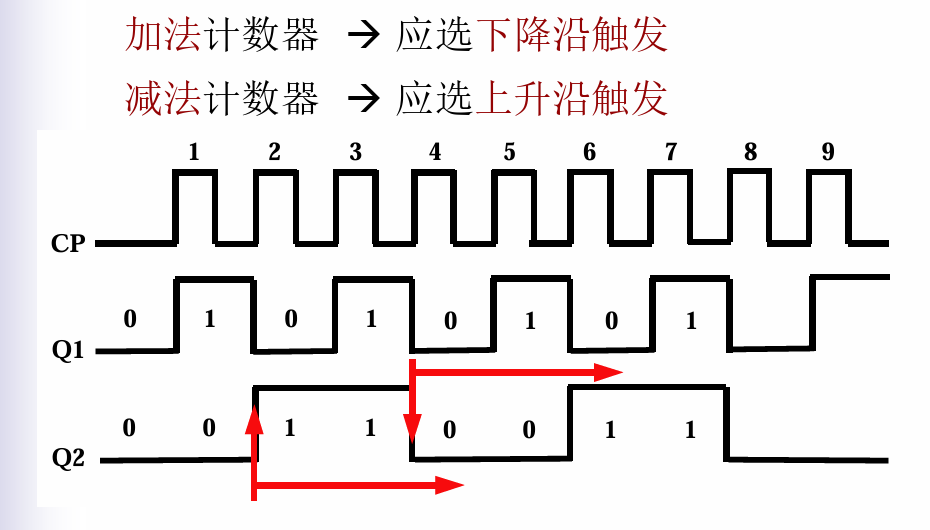 加法计数器 → 应选下降沿触发
减法计数器 → 应选上升沿触发
1 2 3 4 5 6 7 8 9
CP
0 1 0 1 0 1 0 1
Q1
0 0 1 1 0 0 1 1
Q2